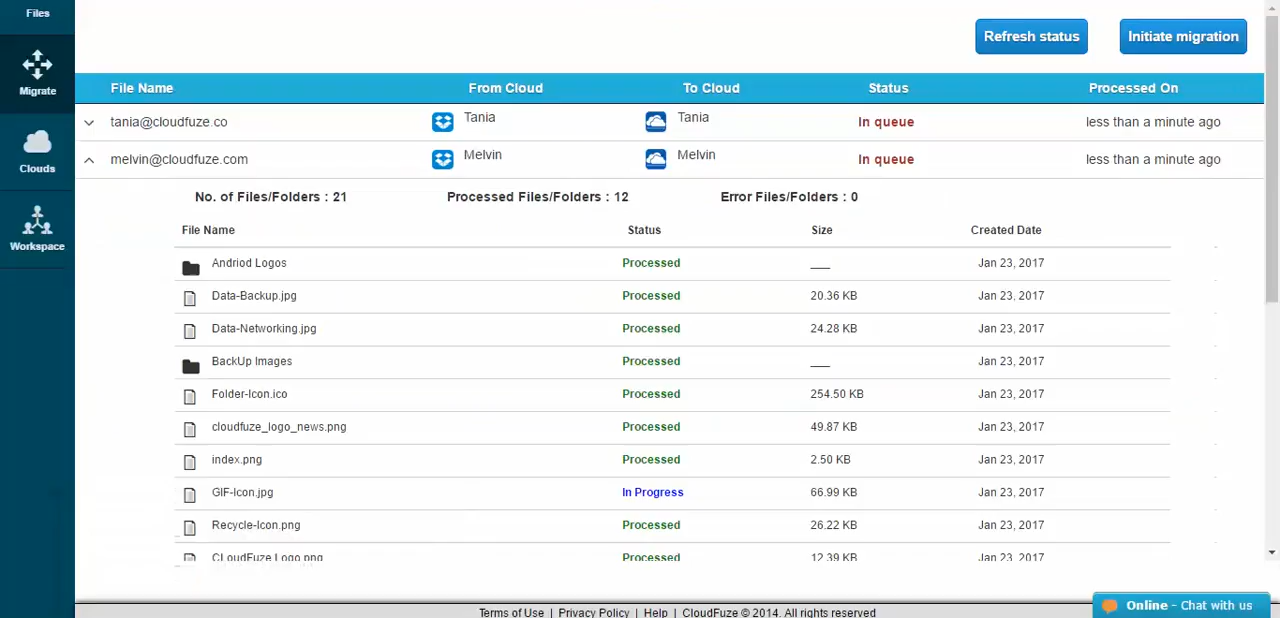 Files
Refresh status Initiate migration
Migrate
File Name From Cloud To Cloud Status Processed On
tania@cloudfuze.co Tania Tania In queue less than a minute ago
Clouds
melvin@cloudfuze.com Melvin Melvin In queue less than a minute ago
No. of Files/Folders : 21 Processed Files/Folders : 12 Error Files/Folders : 0
Workspace
File Name Status Size Created Date
Andriod Logos Processed ___ Jan 23, 2017
Data-Backup.jpg Processed 20.36 KB Jan 23, 2017
Data-Networking.jpg Processed 24.28 KB Jan 23, 2017
BackUp Images Processed ___ Jan 23, 2017
Folder-Icon.ico Processed 254.50 KB Jan 23, 2017
cloudfuze_logo_news.png Processed 49.87 KB Jan 23, 2017
index.png Processed 2.50 KB Jan 23, 2017
GIF-Icon.jpg In Progress 66.99 KB Jan 23, 2017
Recycle-Icon.png Processed 26.22 KB Jan 23, 2017
CLoudFuze Logo.png Processed 12.39 KB Jan 23, 2017
Terms of Use | Privacy Policy | Help | CloudFuze © 2014. All rights reserved
Online - Chat with us